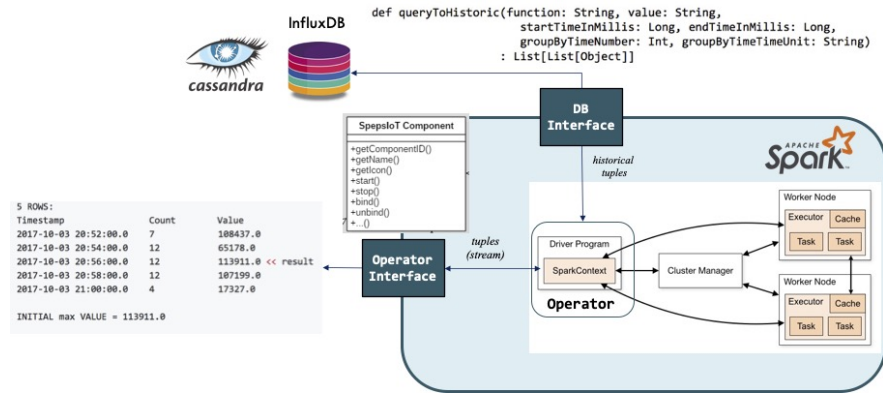 InfluxDB
cassandra
def queryToHistoric(function: String, value: String,
startTimeInMillis: Long, endTimeInMillis: Long,
groupByTimeNumber: Int, groupByTimeTimeUnit: String)
: List[List[Object]]
DB
Interface
SpepsIoT Component
+getComponentID()
+getName()
+getIcon()
+start()
+stop()
+bind()
+unbind()
+...()
historical
tuples
APACHE
Spark
5 ROWS:
Timestamp Count Value
2017-10-03 20:52:00.0 7 108437.0
2017-10-03 20:54:00.0 12 65178.0
2017-10-03 20:56:00.0 12 113911.0 << result
2017-10-03 20:58:00.0 12 107199.0
2017-10-03 21:00:00.0 4 17327.0
INITIAL max VALUE = 113911.0
Operator
Interface
tuples
(stream)
Driver Program
SparkContext
Operator
Cluster Manager
Worker Node
Executor
Cache
Task Task
Worker Node
Executor
Cache
Task Task